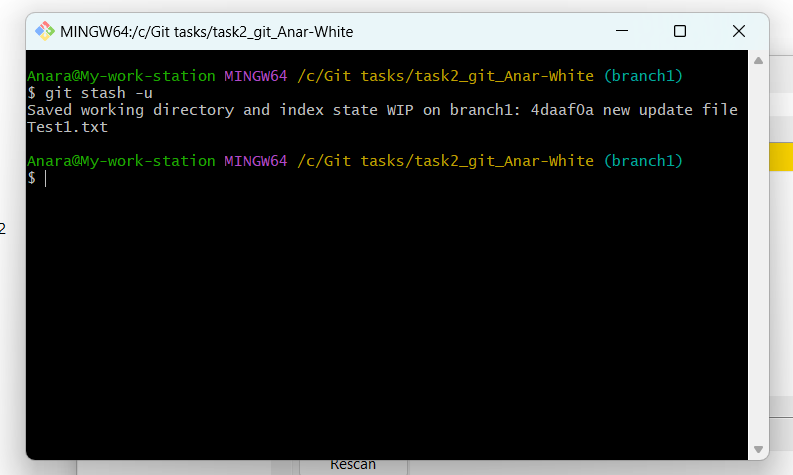 MINGW64:/c/Git tasks/task2_git_Anar-White
Anara@My-work-station MINGW64 /c/Git tasks/task2_git_Anar-White (branch1)
$ git stash -u
Saved working directory and index state WIP on branch1: 4daaf0a new update file
Test1.txt
Anara@My-work-station MINGW64 /c/Git tasks/task2_git_Anar-White (branch1)
$
2
Rescan